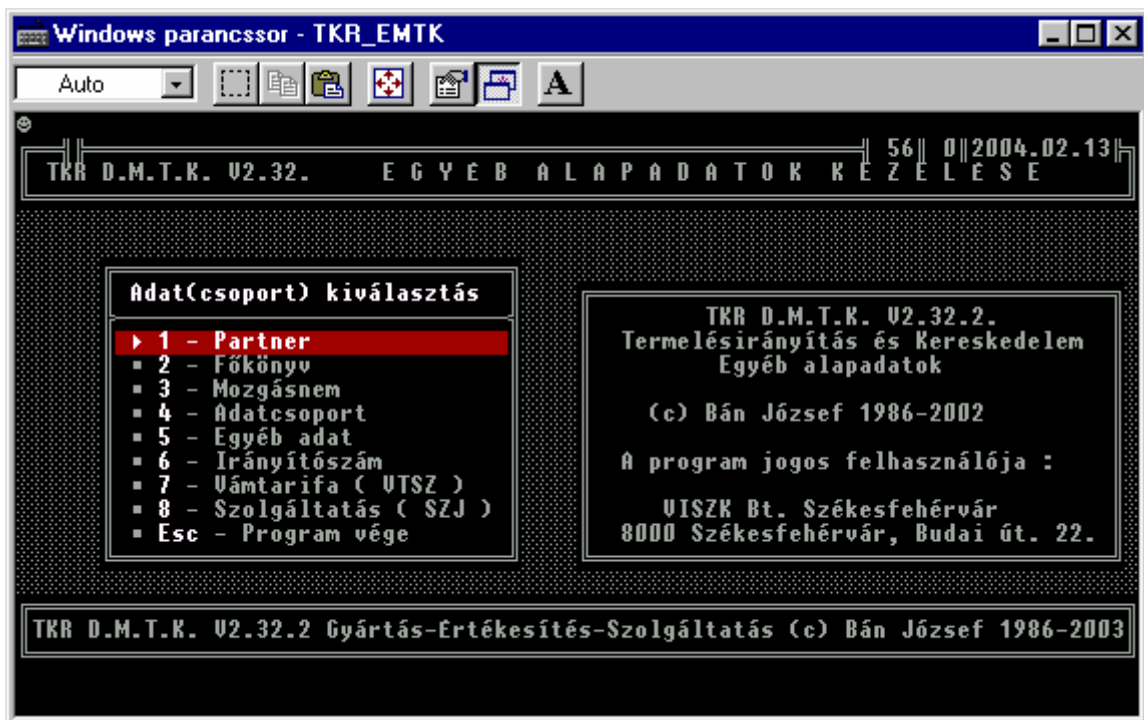 Windows parancssor - TKR_EMTK
Auto
A
56 0 2004.02.13
TKR D.M.T.K. V2.32. E G Y É B A L A P A D A T O K K E Z E L É S E
Adat(csoport) kiválasztás
1 - Partner
2 - Főkönyv
3 - Mozgásnem
4 - Adatcsoport
5 - Egyéb adat
6 - Irányítószám
7 - Vámtarifa ( VTSZ )
8 - Szolgáltatás ( SZJ )
Esc - Program vége
TKR D.M.T.K. V2.32.2.
Termelésirányítás és Kereskedelem
Egyéb alapadatok
(c) Bán József 1986-2002
A program jogos felhasználója :
VISZK Bt. Székesfehérvár
8000 Székesfehérvár, Budai út. 22.
TKR D.M.T.K. V2.32.2 Gyártás-Értékesítés-Szolgáltatás (c) Bán József 1986-2003